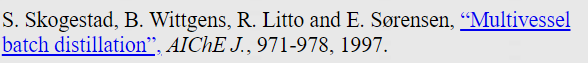 S. Skogestad, B. Wittgens, R. Litto and E. Sørensen, “Multivessel
batch distillation”, AIChE J., 971-978, 1997.